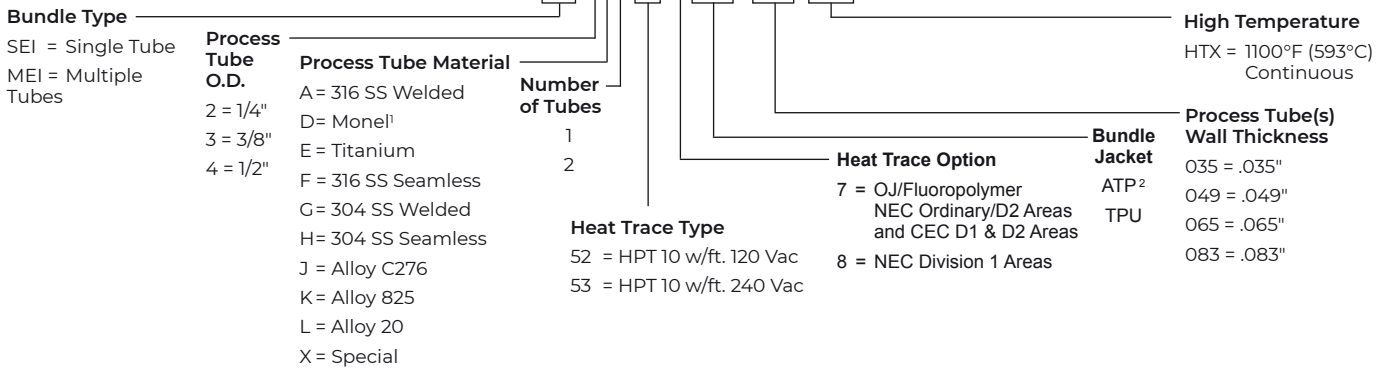 Bundle Type
SEI = Single Tube
MEI = Multiple
Tubes
Process
Tube
O.D.
2 = 1/4"
3 = 3/8"
4 = 1/2"
Process Tube Material
A = 316 SS Welded
D= Monel¹
E = Titanium
F = 316 SS Seamless
G= 304 SS Welded
H= 304 SS Seamless
J = Alloy C276
K= Alloy 825
L = Alloy 20
X = Special
Number
of Tubes
1
2
Heat Trace Type
52 = HPT 10 w/ft. 120 Vac
53 = HPT 10 w/ft. 240 Vac
Heat Trace Option
7 = OJ/Fluoropolymer
NEC Ordinary/D2 Areas
and CEC D1 & D2 Areas
8 = NEC Division 1 Areas
Bundle
Jacket
ATP ²
TPU
Process Tube(s)
Wall Thickness
035 = .035"
049 = .049"
065 = .065"
083 = .083"
High Temperature
HTX = 1100°F (593°C)
Continuous